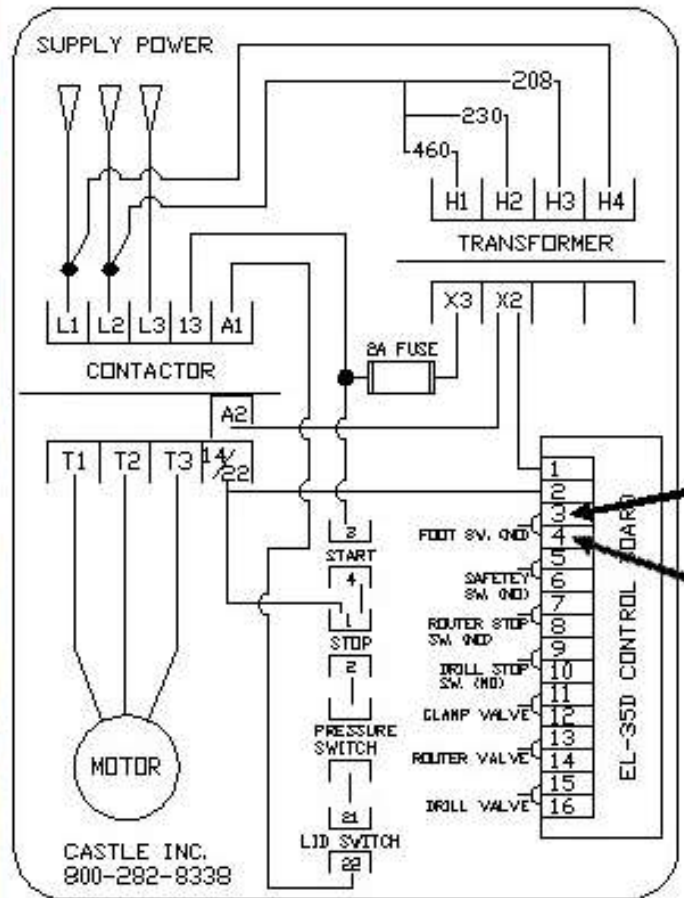 SUPPLY POWER
208
230
460
H1 H2 H3 H4
TRANSFORMER
X3 X2
L1 L2 L3 13 A1
2A FUSE
CONTACTOR
A2
T1 T2 T3 14/22
1
2
3
4
5
6
7
8
9
10
11
12
13
14
15
16
EL-35D CONTROL BOARD
FOOT SW. (NO)
SAFETEY
SW. (NO)
ROUTER STOP
SW. (NO)
DRILL STOP
SW. (NO)
CLAMP VALVE
ROUTER VALVE
DRILL VALVE
3
START
4
1
STOP
2
PRESSURE
SWITCH
21
LID SWITCH
22
MOTOR
CASTLE INC.
800-282-8338